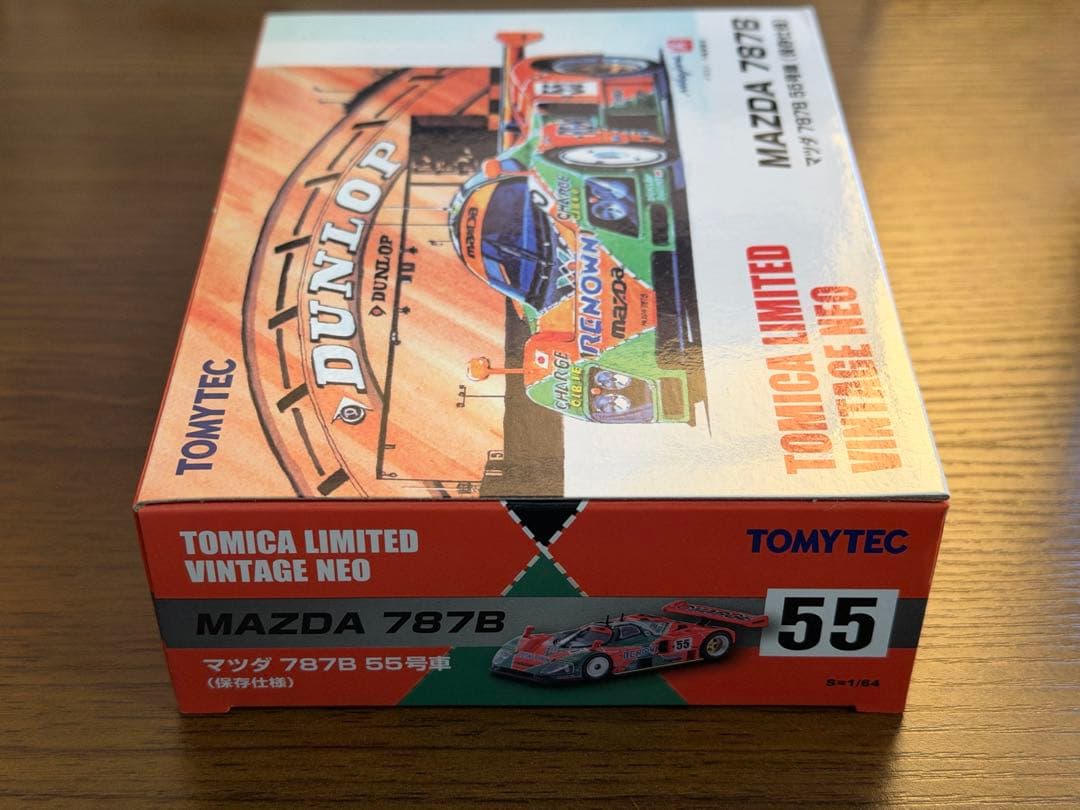 TOMYTEC
DUNLOP
DUNLOP
mazda
CHARGE
RENOWN
mazda
CHARGE
MAZDA 787B
マツダ 787B 55号車 (保存仕様)
TOMICA LIMITED
VINTAGE NEO
TOMICA LIMITED
VINTAGE NEO
TOMYTEC
MAZDA 787B
マツダ 787B 55号車
(保存仕様)
RENOWN
55
55
S=1/64